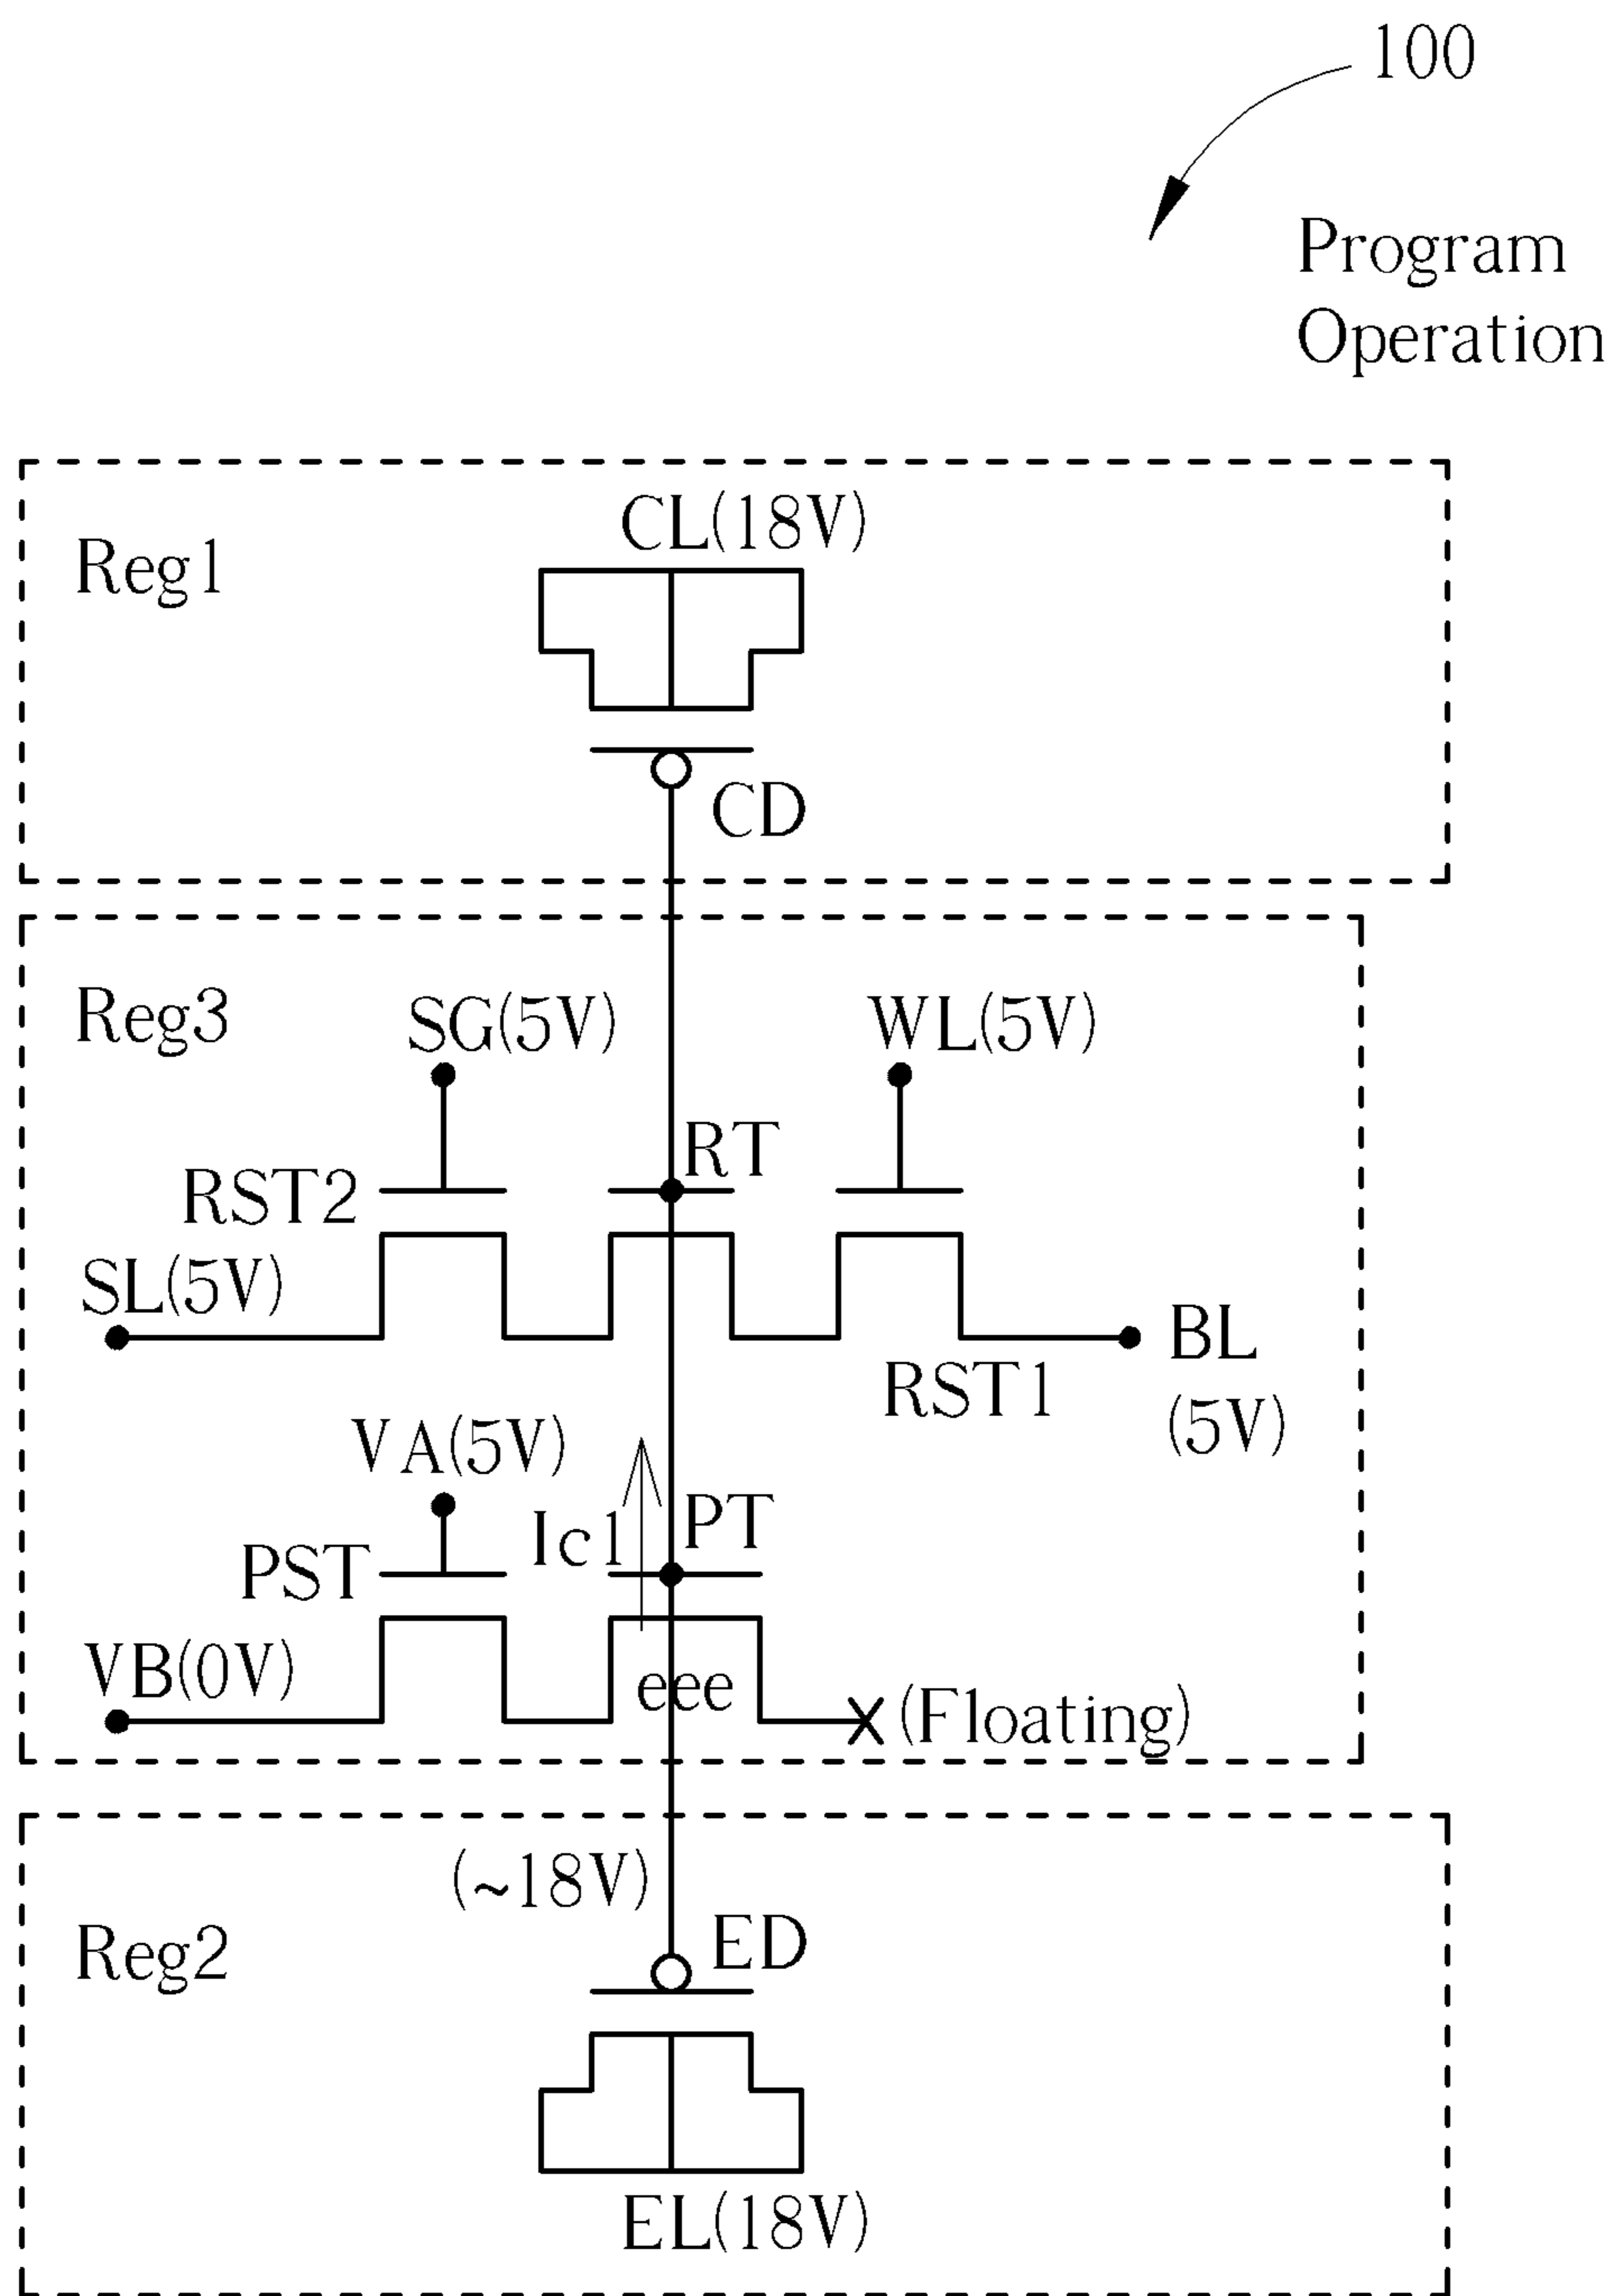 100
Program
Operation
CL(18V)
Reg1
CD
Reg3
SG(5V)
WL(5V)
RT
RST2
SL(5V)
BL
(5V)
RST1
VA(5V)
Ic1
PT
PST
VB(0V)
eee
(Floating)
(~18V)
ED
Reg2
EL(18V)